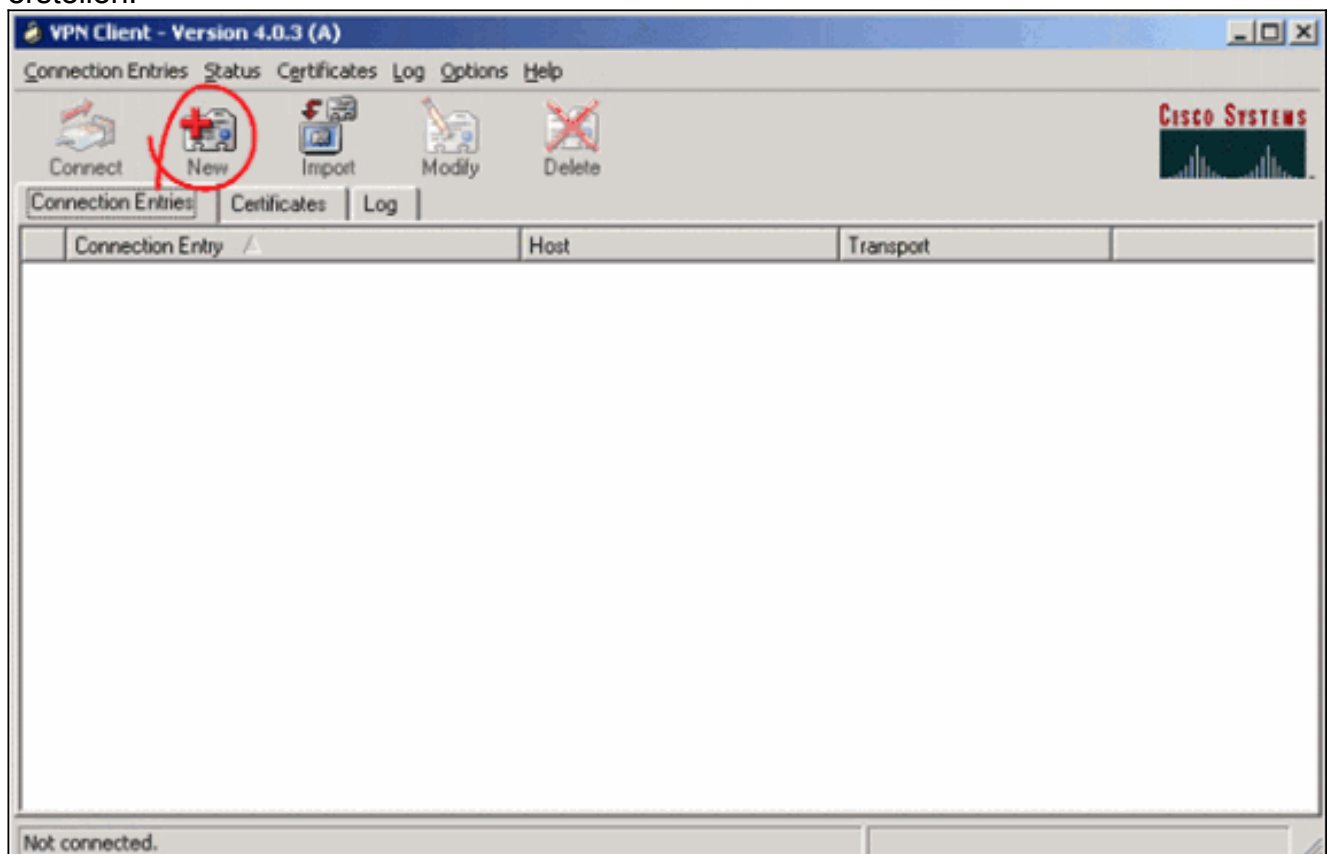 erstellen.
VPN Client - Version 4.0.3 (A)
Connection Entries Status Certificates Log Options Help
CISCO SYSTEMS
Connect New Import Modify Delete
Connection Entries Certificates Log
Connection Entry Host Transport
Not connected.